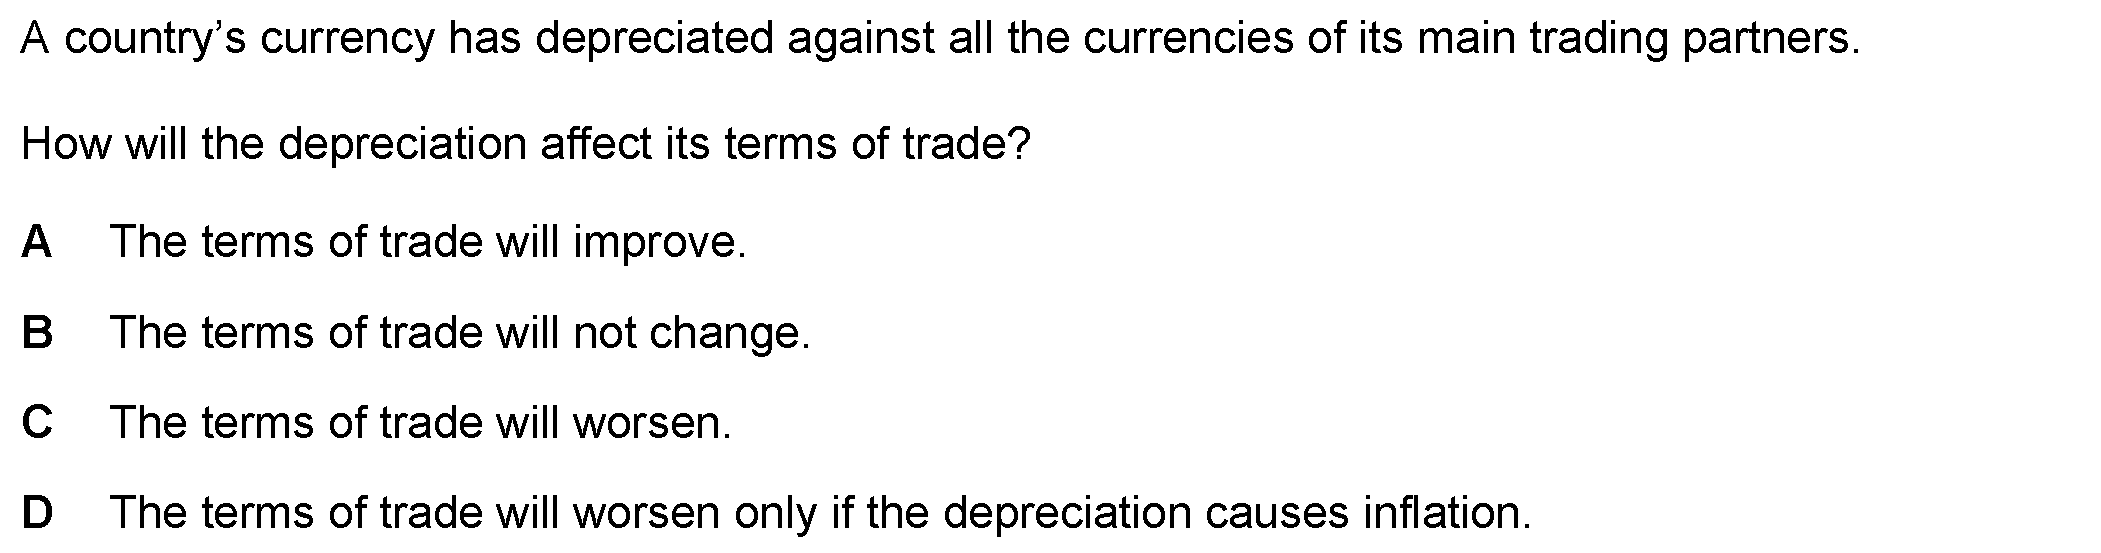 A country’s currency has depreciated against all the currencies of its main trading partners.
How will the depreciation affect its terms of trade?
A The terms of trade will improve.
B The terms of trade will not change.
C The terms of trade will worsen.
D The terms of trade will worsen only if the depreciation causes inflation.